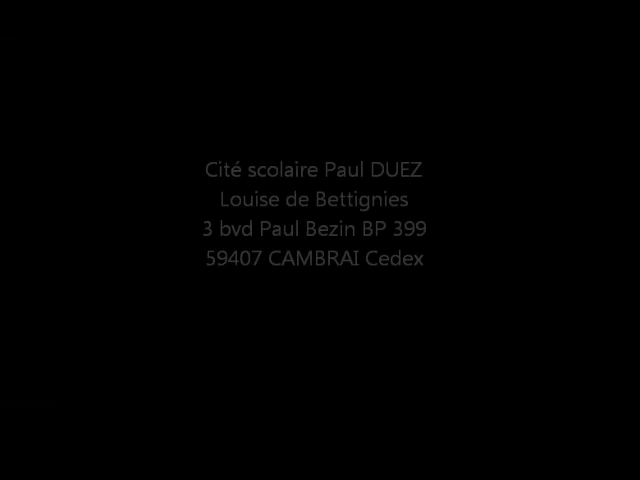 Cité scolaire Paul DUEZ
Louise de Bettignies
3 bvd Paul Bezin BP 399
59407 CAMBRAI Cedex